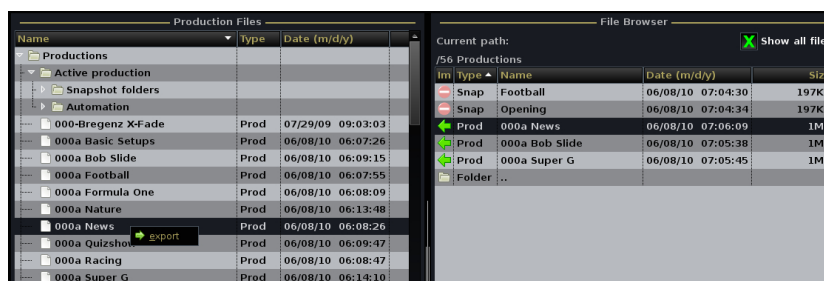 Production Files
Name Type Date (m/d/y)
Productions
Active production
Snapshot folders
Automation
000-Bregenz X-Fade Prod 07/29/09 09:03:03
000a Basic Setups Prod 06/08/10 06:07:26
000a Bob Slide Prod 06/08/10 06:09:15
000a Football Prod 06/08/10 06:07:55
000a Formula One Prod 06/08/10 06:08:09
000a Nature Prod 06/08/10 06:13:48
000a News Prod 06/08/10 06:08:26
export
000a Quizshow Prod 06/08/10 06:09:47
000a Racing Prod 06/08/10 06:08:47
000a Super G Prod 06/08/10 06:14:10
File Browser
Current path: X Show all file
/56 Productions
Im Type Name Date (m/d/y) Siz
Snap Football 06/08/10 07:04:30 197K
Snap Opening 06/08/10 07:04:34 197K
Prod 000a News 06/08/10 07:06:09 1M
Prod 000a Bob Slide 06/08/10 07:05:38 1M
Prod 000a Super G 06/08/10 07:05:45 1M
Folder ..